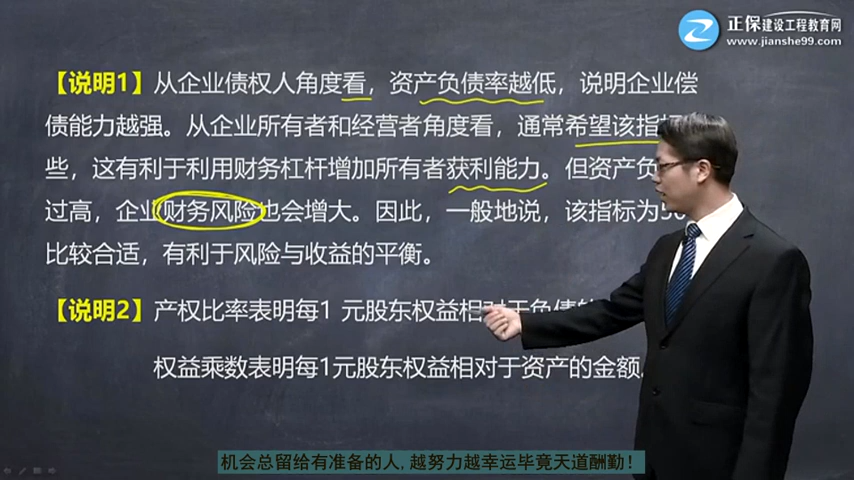 正保建设工程教育网
www.jianshe99.com
【说明1】从企业债权人角度看，资产负债率越低，说明企业偿
债能力越强。从企业所有者和经营者角度看，通常希望该指
些，这有利于利用财务杠杆增加所有者获利能力。但资产负
过高，企业财务风险也会增大。因此，一般地说，该指标为
比较合适，有利于风险与收益的平衡。
【说明2】产权比率表明每1 元股东权益相对于负债
权益乘数表明每1元股东权益相对于资产的金额。
机会总留给有准备的人,越努力越幸运毕竟天道酬勤！